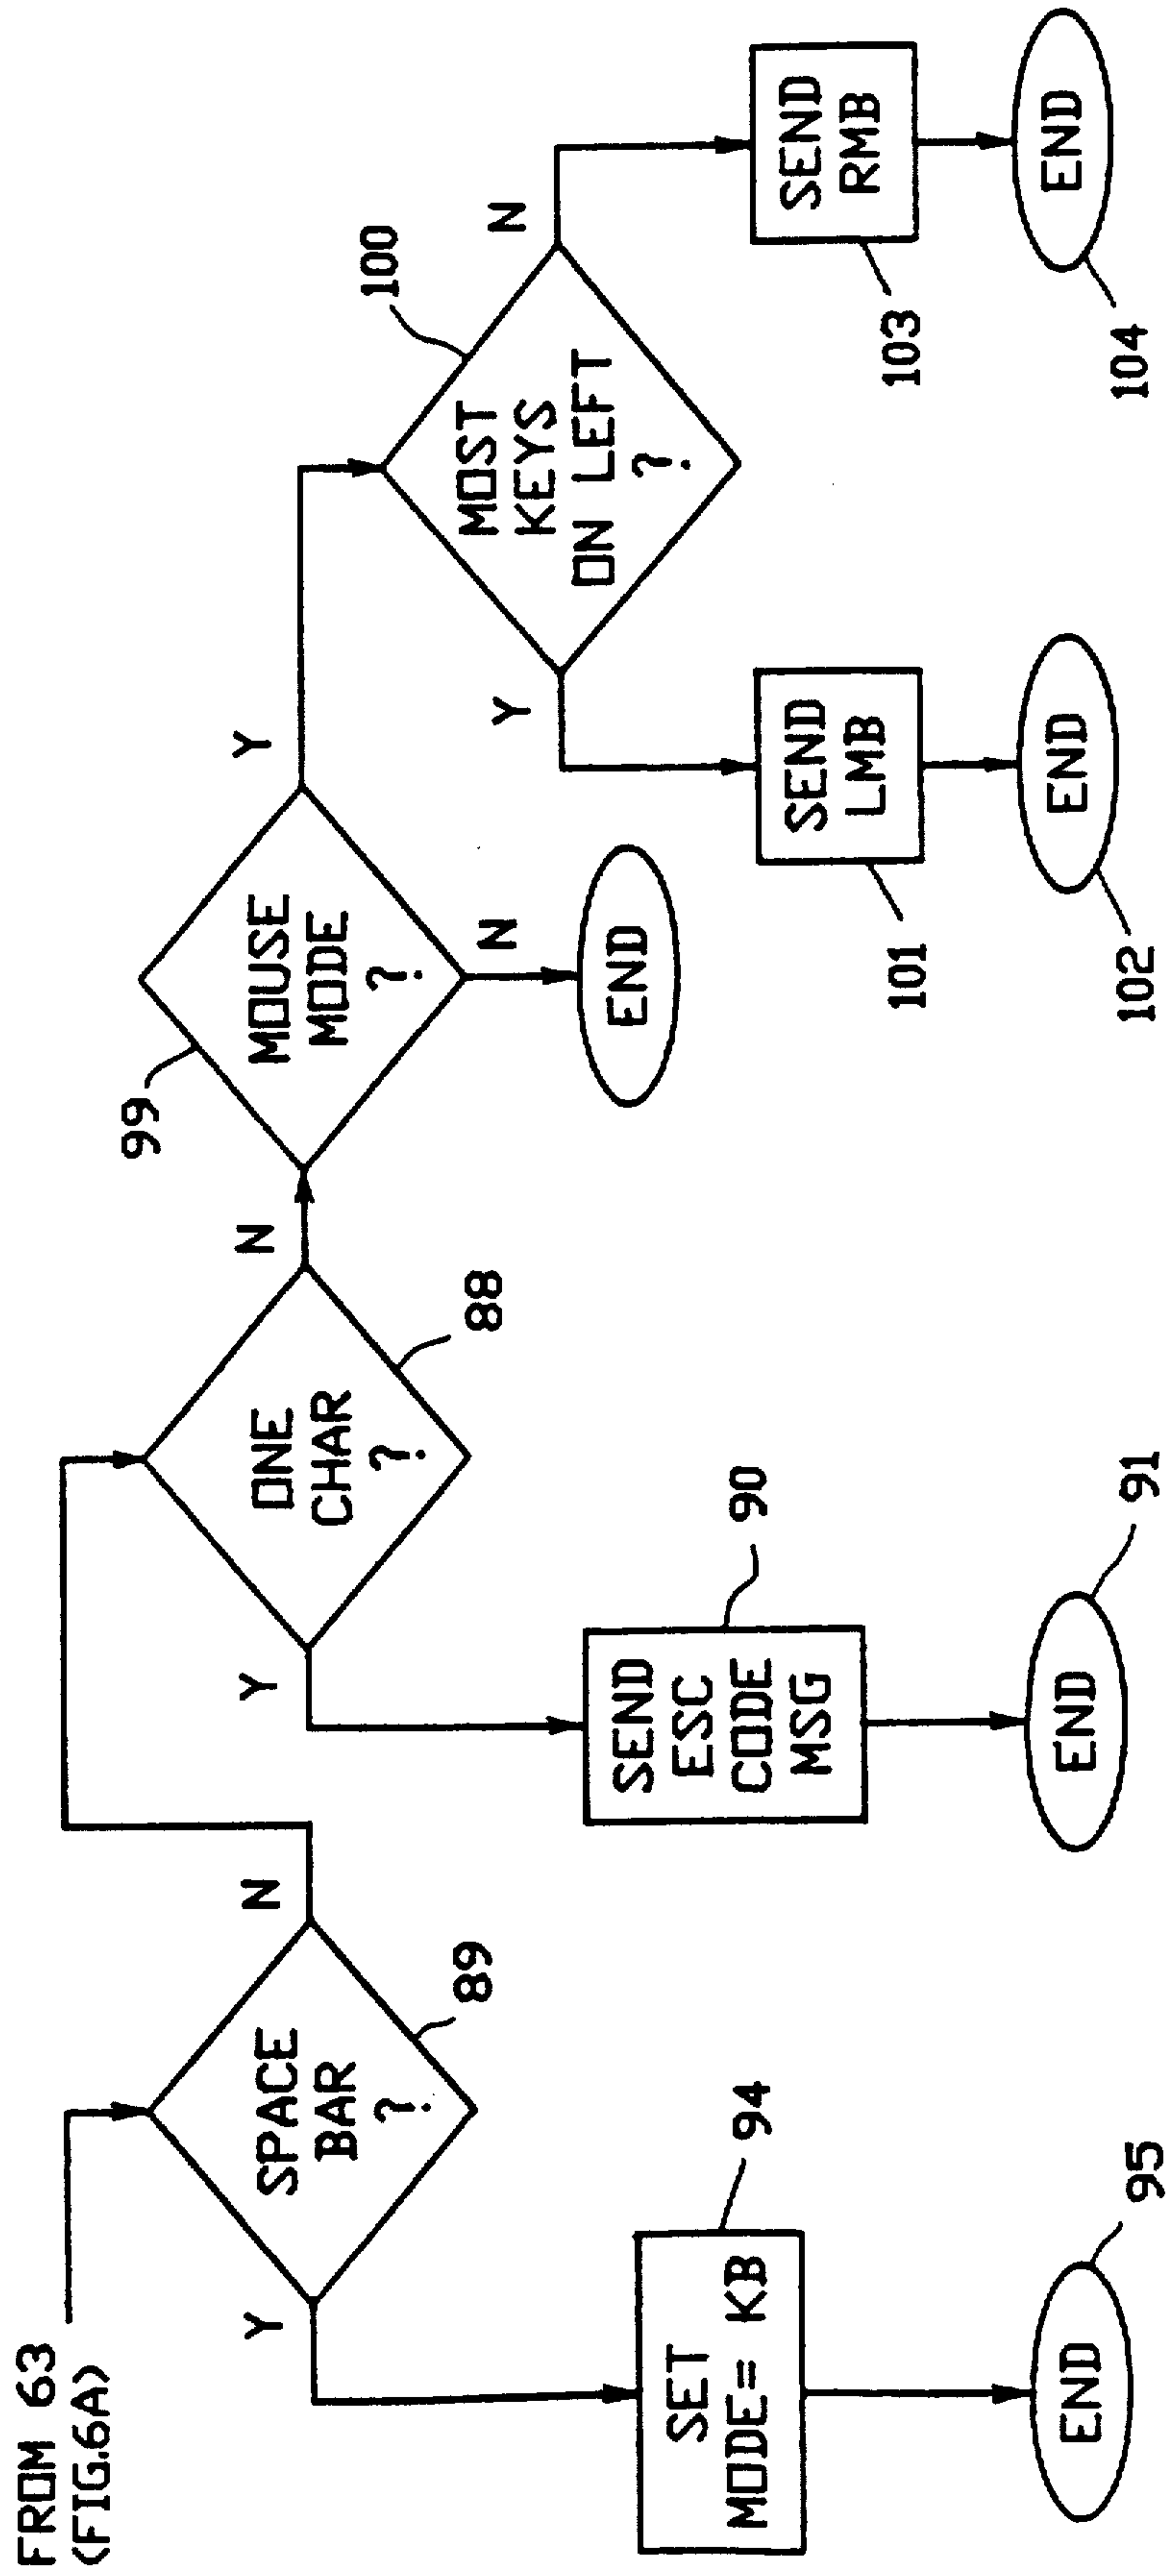 FROM 63
(FIG.6A)
SPACE
BAR
?
89
Y
N
SET
MODE= KB
94
END
95
ONE
CHAR
?
88
Y
N
SEND
ESC
CODE
MSG
90
END
91
MOUSE
MODE
?
99
Y
N
END
MOST
KEYS
ON LEFT
?
100
Y
N
SEND
LMB
101
END
102
SEND
RMB
103
END
104